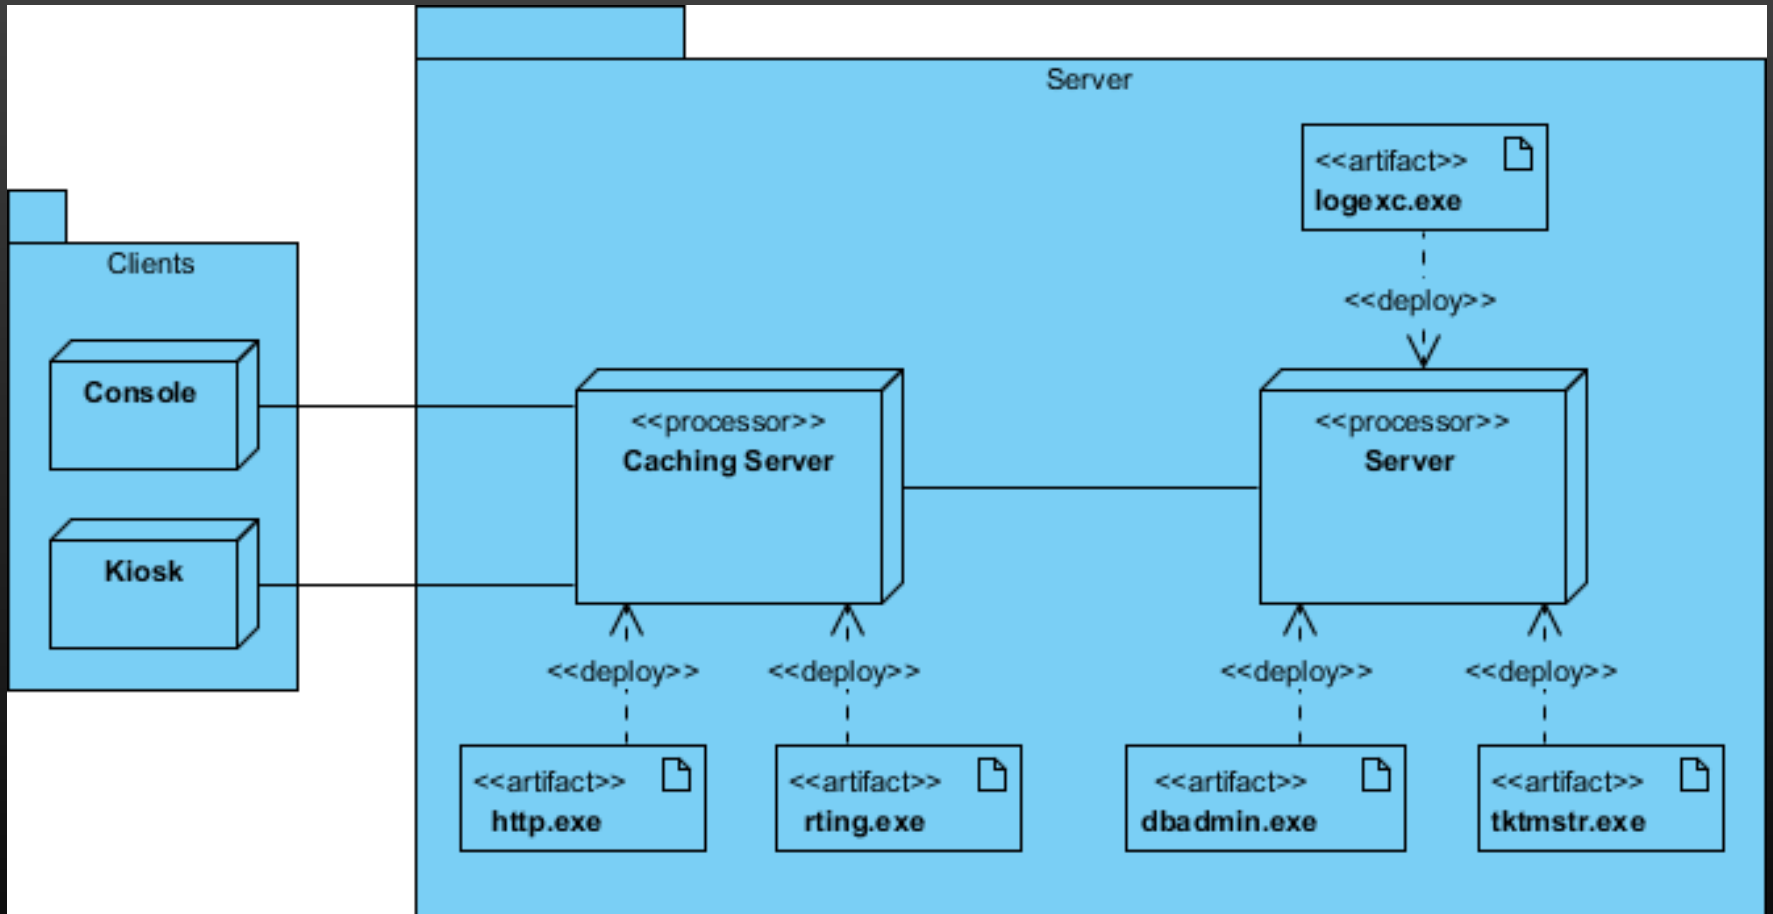 Server
<<artifact>>
logexc.exe
<<deploy>>
Clients
Console
Kiosk
<<processor>>
Caching Server
<<processor>>
Server
<<deploy>>
<<deploy>>
<<deploy>>
<<deploy>>
<<artifact>>
http.exe
<<artifact>>
rting.exe
<<artifact>>
dbadmin.exe
<<artifact>>
tktmstr.exe